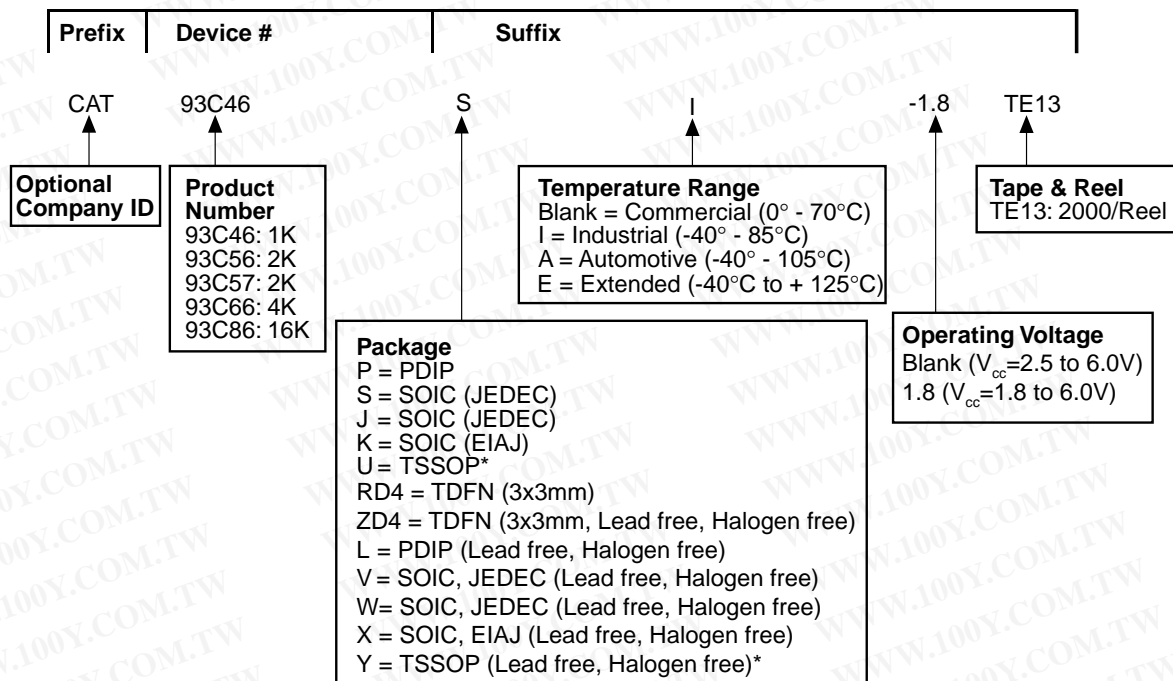 Prefix Device # Suffix
CAT 93C46 S I -1.8 TE13
Optional
Company ID
Product
Number
93C46: 1K
93C56: 2K
93C57: 2K
93C66: 4K
93C86: 16K
Temperature Range
Blank = Commercial (0° - 70°C)
I = Industrial (-40° - 85°C)
A = Automotive (-40° - 105°C)
E = Extended (-40°C to + 125°C)
Tape & Reel
TE13: 2000/Reel
Package
P = PDIP
S = SOIC (JEDEC)
J = SOIC (JEDEC)
K = SOIC (EIAJ)
U = TSSOP*
RD4 = TDFN (3x3mm)
ZD4 = TDFN (3x3mm, Lead free, Halogen free)
L = PDIP (Lead free, Halogen free)
V = SOIC, JEDEC (Lead free, Halogen free)
W= SOIC, JEDEC (Lead free, Halogen free)
X = SOIC, EIAJ (Lead free, Halogen free)
Y = TSSOP (Lead free, Halogen free)*
Operating Voltage
Blank (Vcc=2.5 to 6.0V)
1.8 (Vcc=1.8 to 6.0V)
WWW.100Y.COM.TW